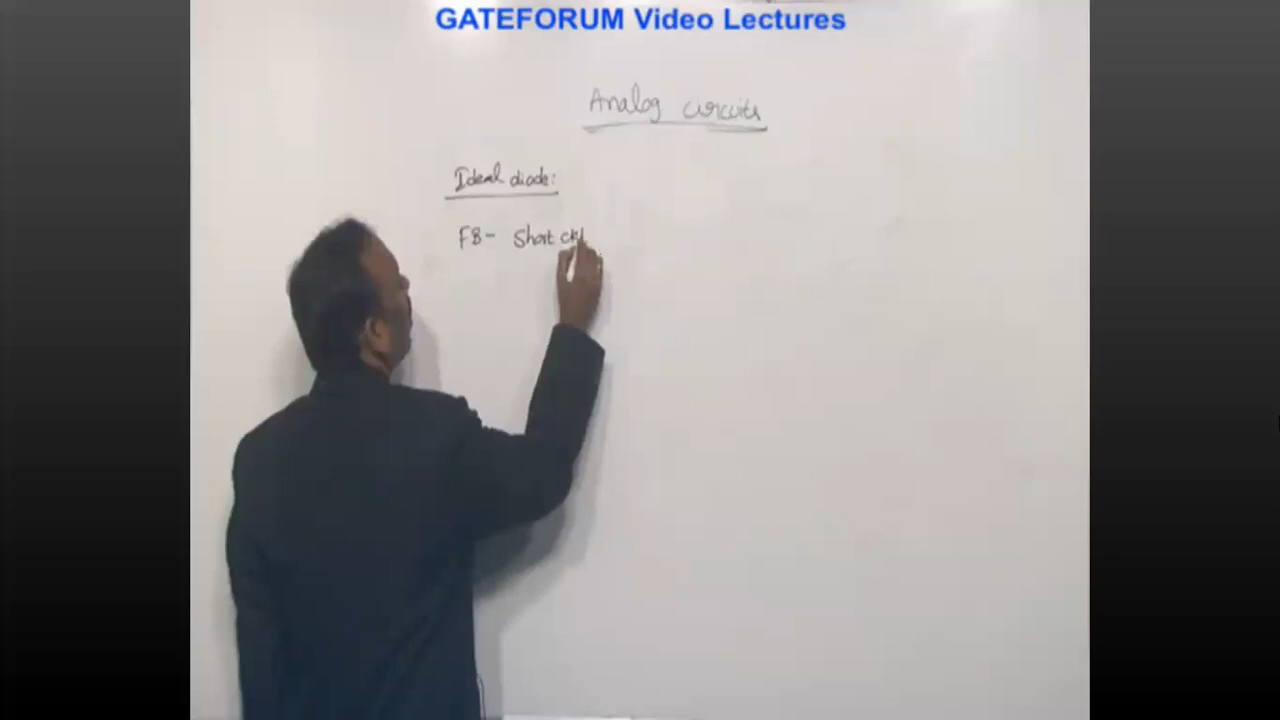 GATEFORUM Video Lectures
Analog circuits
Ideal diode:
FB- Short ckt